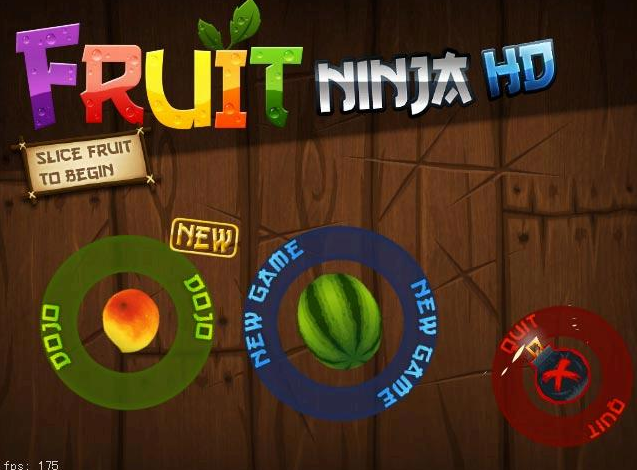 FRUIT NINJA HD
SLICE FRUIT
TO BEGIN
NEW
DOJO
DOJO
NEW GAME
NEW GAME
QUIT
QUIT
fps: 175